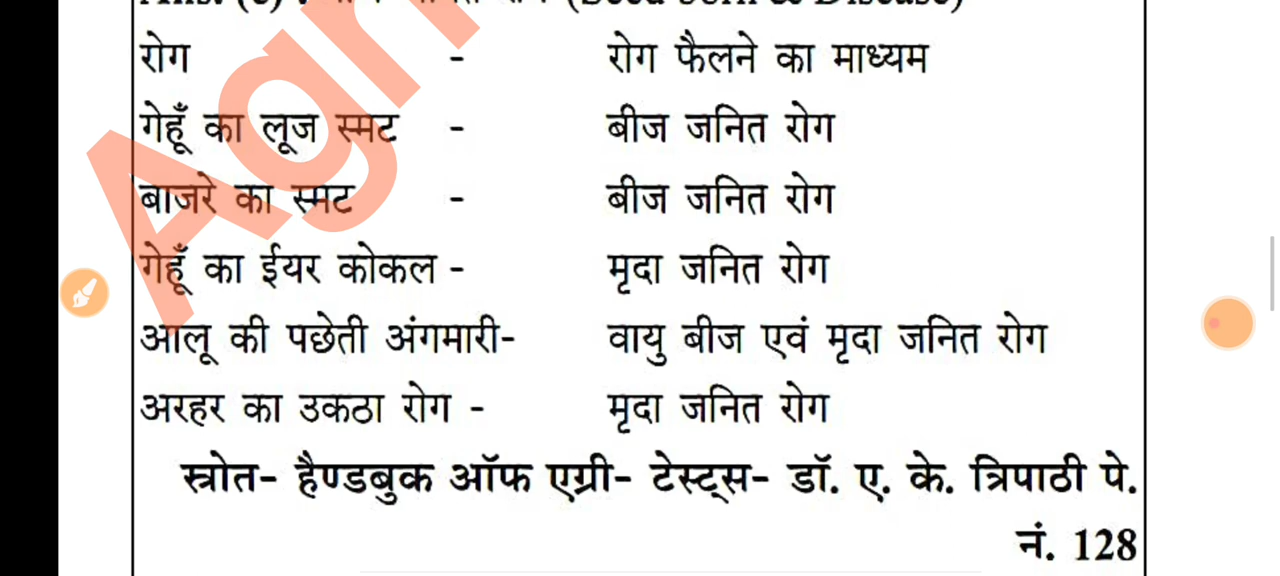 रोग - रोग फैलने का माध्यम
गेहूँ का लूज स्मट - बीज जनित रोग
बाजरे का स्मट - बीज जनित रोग
गेहूँ का ईयर कोकल - मृदा जनित रोग
आलू की पछेती अंगमारी- वायु बीज एवं मृदा जनित रोग
अरहर का उकठा रोग - मृदा जनित रोग
स्त्रोत- हैण्डबुक ऑफ एग्री- टेस्ट्स- डॉ. ए. के. त्रिपाठी पे.
नं. 128